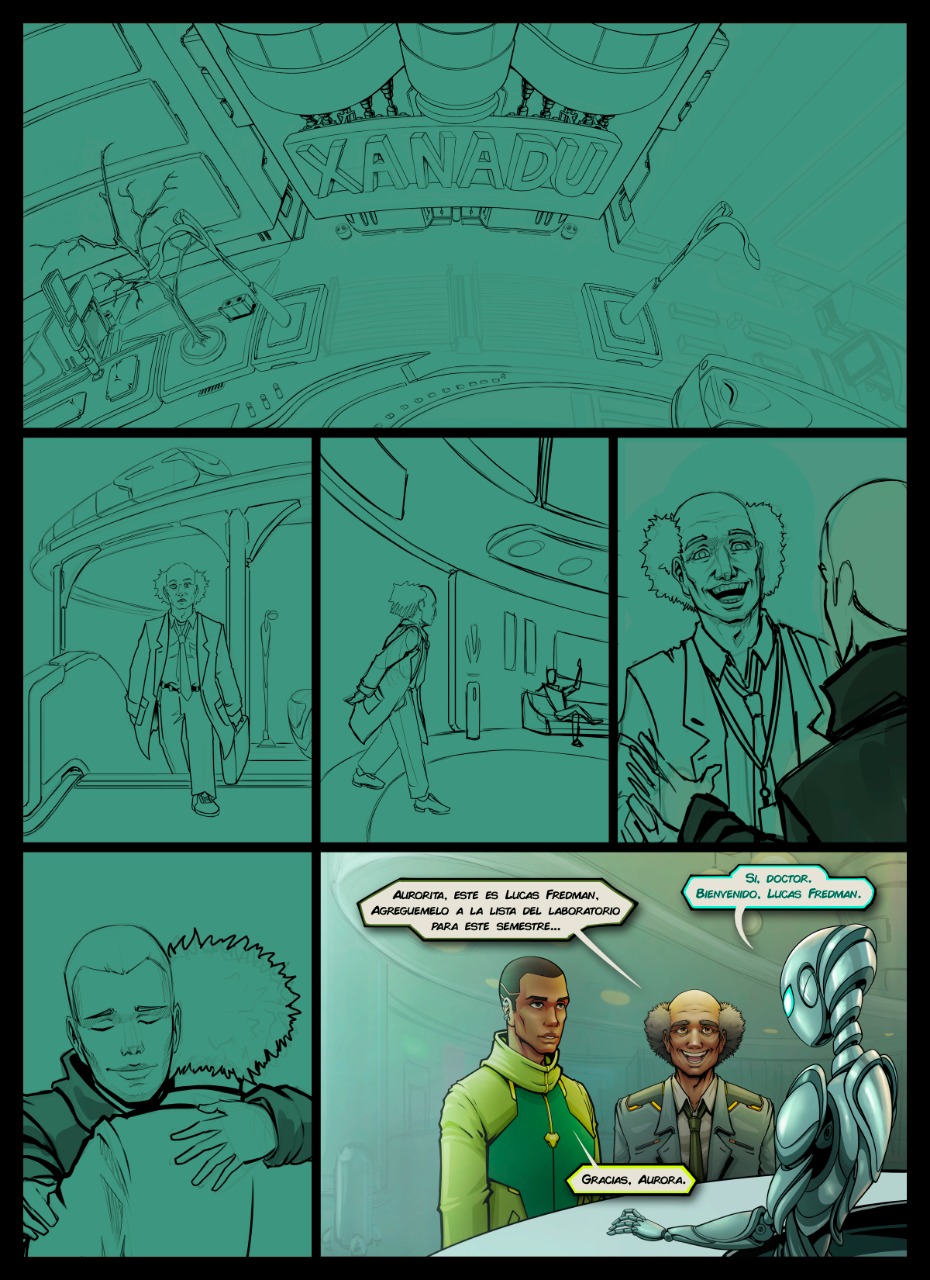 XANADU
AURORITA, ESTE ES LUCAS FREDMAN,
AGREGUEMELO A LA LISTA DEL LABORATORIO
PARA ESTE SEMESTRE...
SI, DOCTOR.
BIENVENIDO, LUCAS FREDMAN.
GRACIAS, AURORA.